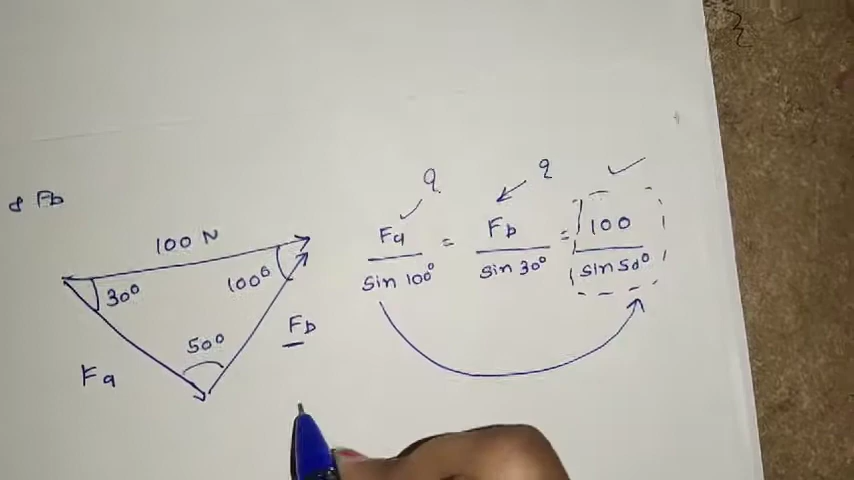 & Fb
100 N
30° 100°
50°
Fa
Fb
q q
Fa / sin 100° = Fb / sin 30° = 100 / sin 50°